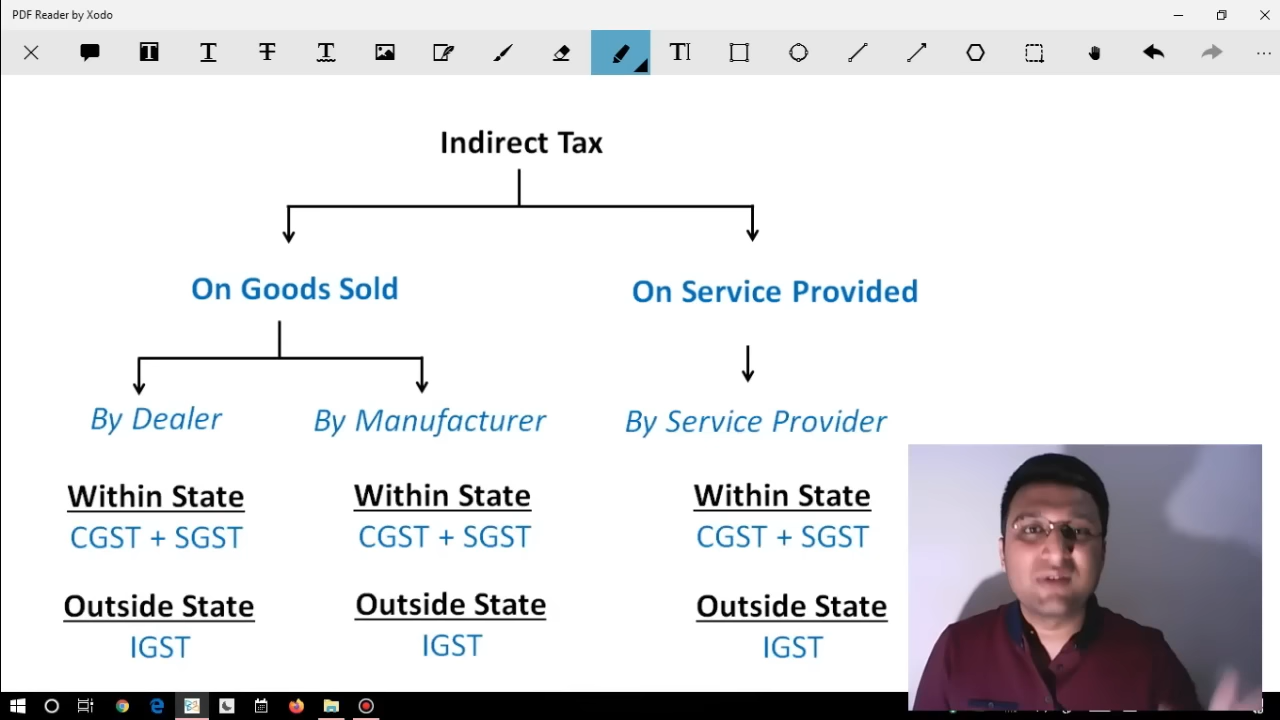 PDF Reader by Xodo
Indirect Tax
On Goods Sold
On Service Provided
By Dealer
By Manufacturer
By Service Provider
Within State
CGST + SGST
Within State
CGST + SGST
Within State
CGST + SGST
Outside State
IGST
Outside State
IGST
Outside State
IGST